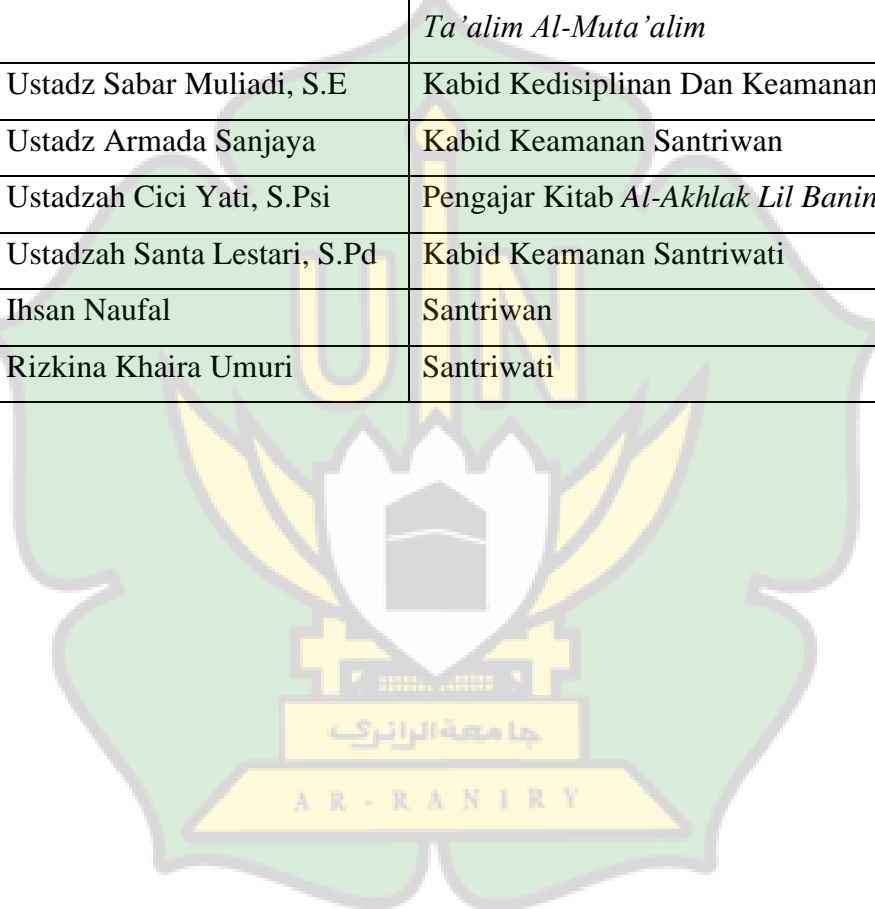 Ta’alim Al-Muta’alim
Ustadz Sabar Muliadi, S.E Kabid Kedisiplinan Dan Keamanan
Ustadz Armada Sanjaya Kabid Keamanan Santriwan
Ustadzah Cici Yati, S.Psi Pengajar Kitab Al-Akhlak Lil Banin
Ustadzah Santa Lestari, S.Pd Kabid Keamanan Santriwati
Ihsan Naufal Santriwan
Rizkina Khaira Umuri Santriwati
UIN
جامعة الرانري
AR-RANIRY